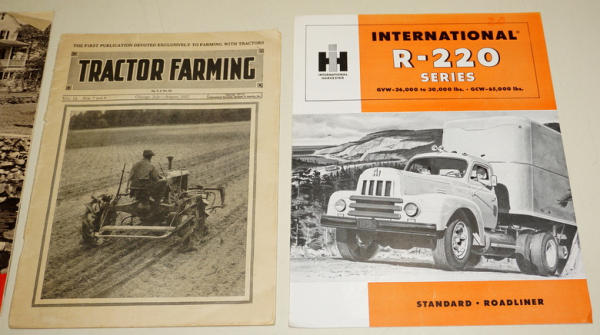 THE FIRST PUBLICATION DEVOTED EXCLUSIVELY TO FARMING WITH TRACTORS
TRACTOR FARMING
INTERNATIONAL
R-220
SERIES
GVW-26,000 to 30,000 lbs. • GCW-65,000 lbs.
IH
INTERNATIONAL
HARVESTER
STANDARD • ROADLINER